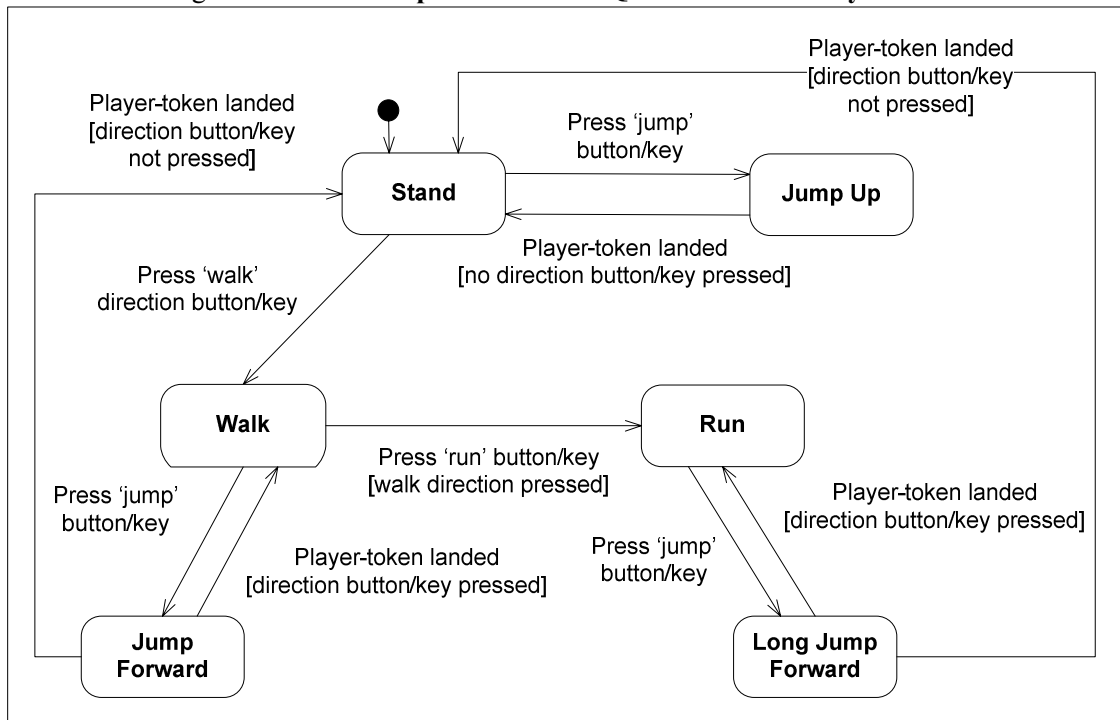 Player-token landed
[direction button/key
not pressed]
Player-token landed
[direction button/key
not pressed]
Press ‘jump’
button/key
Stand
Jump Up
Player-token landed
[no direction button/key pressed]
Press ‘walk’
direction button/key
Walk
Run
Press ‘run’ button/key
[walk direction pressed]
Press ‘jump’
button/key
Player-token landed
[direction button/key pressed]
Press ‘jump’
button/key
Player-token landed
[direction button/key pressed]
Jump
Forward
Long Jump
Forward